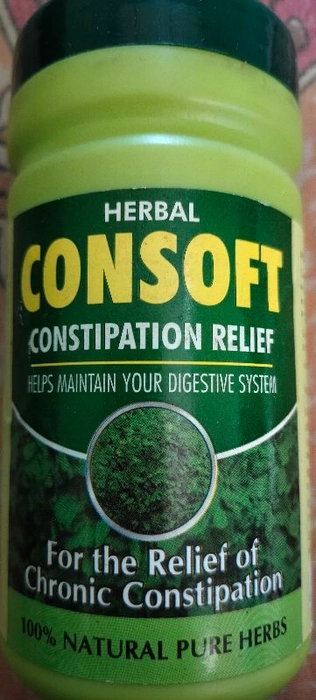 HERBAL
CONSOFT
CONSTIPATION RELIEF
HELPS MAINTAIN YOUR DIGESTIVE SYSTEM
For the Relief of
Chronic Constipation
100% NATURAL PURE HERBS